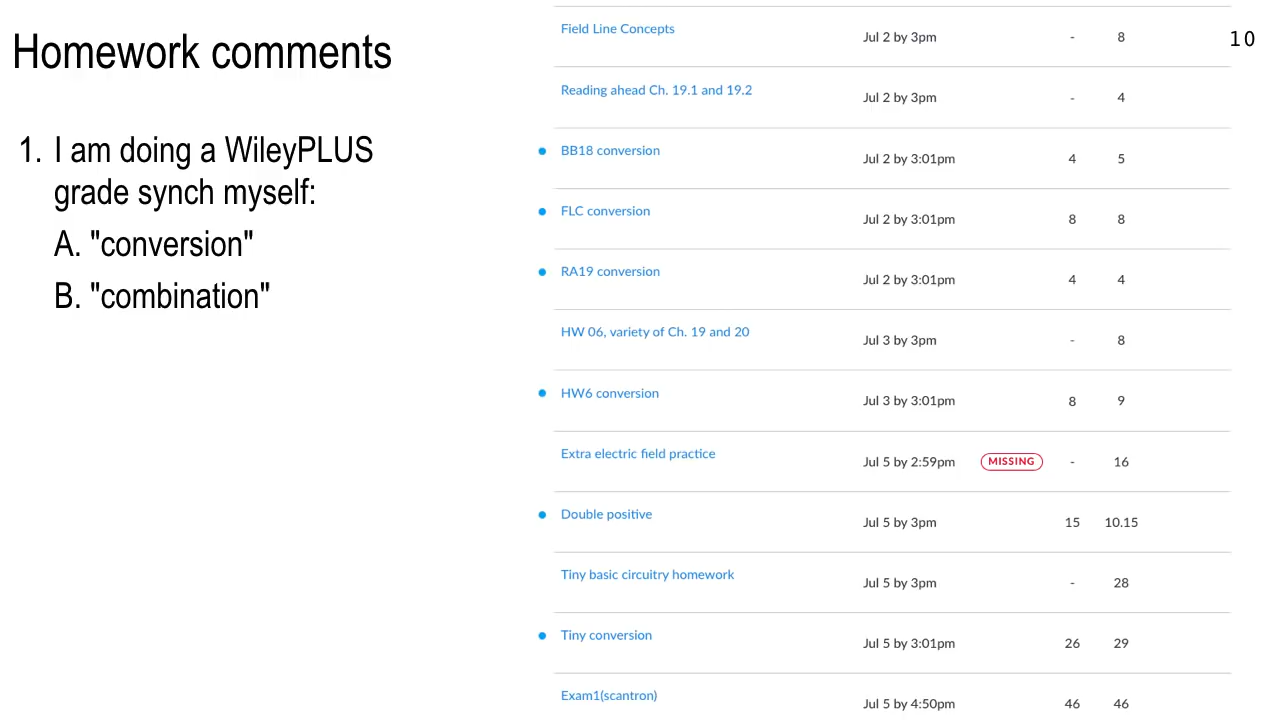 Homework comments
10
1. I am doing a WileyPLUS
grade synch myself:
A. "conversion"
B. "combination"
Field Line Concepts Jul 2 by 3pm - 8
Reading ahead Ch. 19.1 and 19.2 Jul 2 by 3pm - 4
BB18 conversion Jul 2 by 3:01pm 4 5
FLC conversion Jul 2 by 3:01pm 8 8
RA19 conversion Jul 2 by 3:01pm 4 4
HW 06, variety of Ch. 19 and 20 Jul 3 by 3pm - 8
HW6 conversion Jul 3 by 3:01pm 8 9
Extra electric field practice Jul 5 by 2:59pm MISSING - 16
Double positive Jul 5 by 3pm 15 10.15
Tiny basic circuitry homework Jul 5 by 3pm - 28
Tiny conversion Jul 5 by 3:01pm 26 29
Exam1(scantron) Jul 5 by 4:50pm 46 46